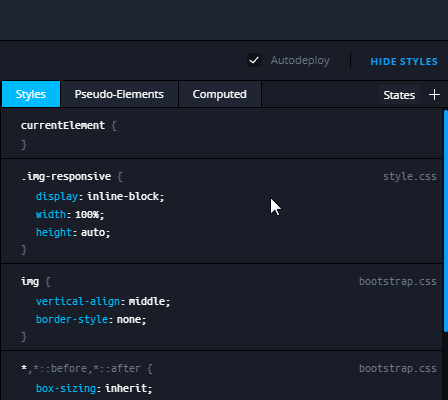 Autodeploy HIDE STYLES
Styles Pseudo-Elements Computed States +
currentElement {
}
.img-responsive { style.css
display: inline-block;
width: 100%;
height: auto;
}
img { bootstrap.css
vertical-align: middle;
border-style: none;
}
*,*::before,*::after { bootstrap.css
box-sizing: inherit;